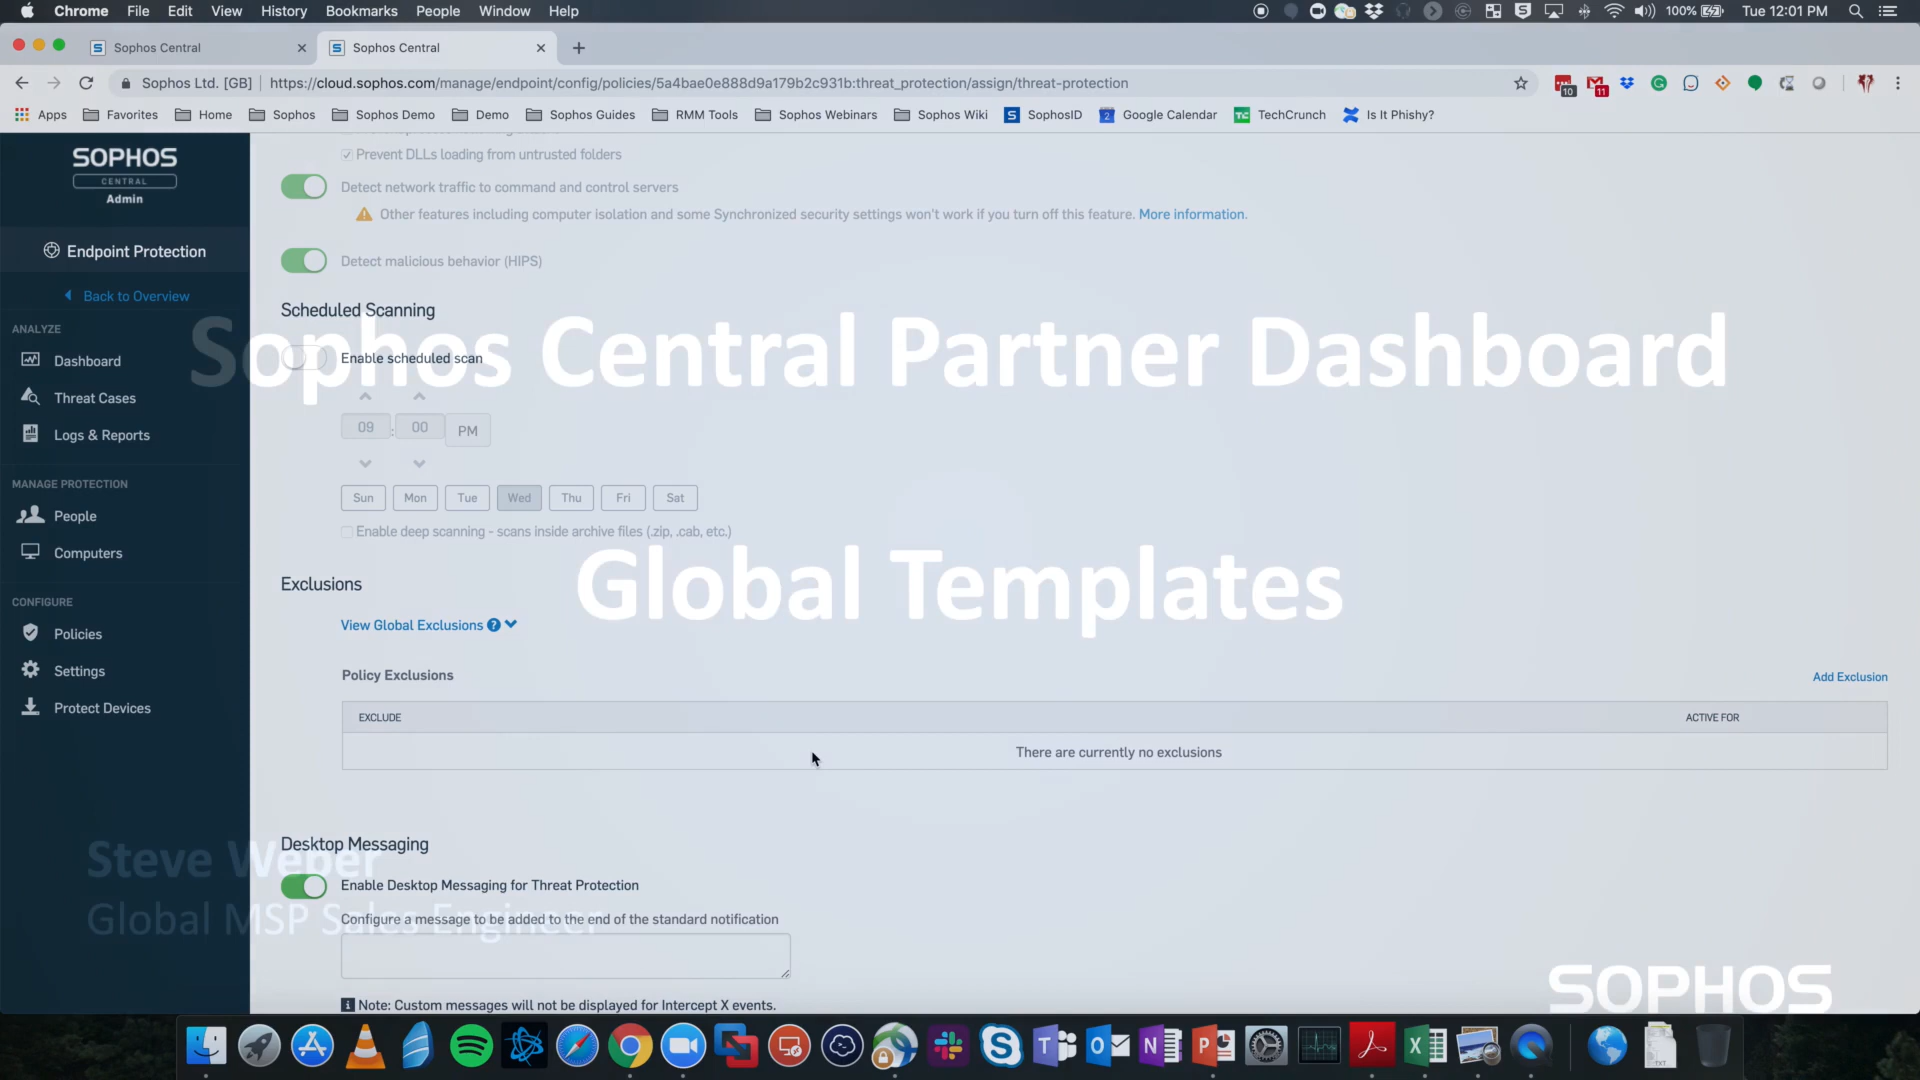 Chrome File Edit View History Bookmarks People Window Help 100% Tue 12:01 PM
Sophos Central
Sophos Central
Sophos Ltd. [GB] https://cloud.sophos.com/manage/endpoint/config/policies/5a4bae0e888d9a179b2c931b:threat_protection/assign/threat-protection
10
11
Apps Favorites Home Sophos Sophos Demo Demo Sophos Guides RMM Tools Sophos Webinars Sophos Wiki SophosID Google Calendar TechCrunch Is It Phishy?
SOPHOS
CENTRAL
Admin
Endpoint Protection
Back to Overview
ANALYZE
Dashboard
Threat Cases
Logs & Reports
MANAGE PROTECTION
People
Computers
CONFIGURE
Policies
Settings
Protect Devices
Prevent DLLs loading from untrusted folders
Detect network traffic to command and control servers
Other features including computer isolation and some Synchronized security settings won't work if you turn off this feature. More information.
Detect malicious behavior (HIPS)
Scheduled Scanning
Enable scheduled scan
09 : 00 PM
Sun Mon Tue Wed Thu Fri Sat
Enable deep scanning - scans inside archive files (.zip, .cab, etc.)
Exclusions
View Global Exclusions
Policy Exclusions
Add Exclusion
EXCLUDE ACTIVE FOR
There are currently no exclusions
Desktop Messaging
Enable Desktop Messaging for Threat Protection
Configure a message to be added to the end of the standard notification
Note: Custom messages will not be displayed for Intercept X events.
Sophos Central Partner Dashboard
Global Templates
Steve Weber
Global MSP Sales Engineer
SOPHOS